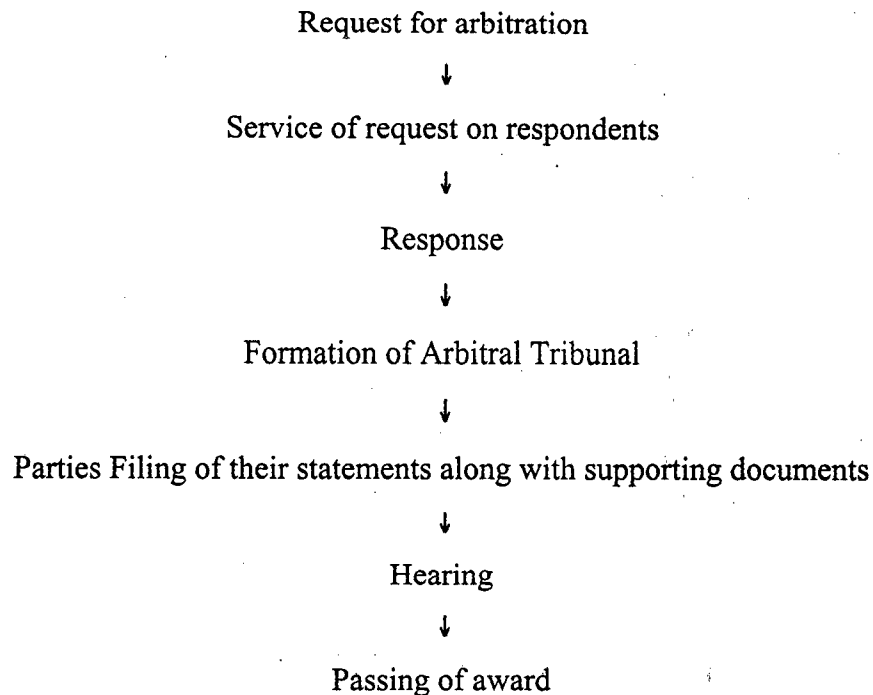 Request for arbitration
↓
Service of request on respondents
↓
Response
↓
Formation of Arbitral Tribunal
↓
Parties Filing of their statements along with supporting documents
↓
Hearing
↓
Passing of award